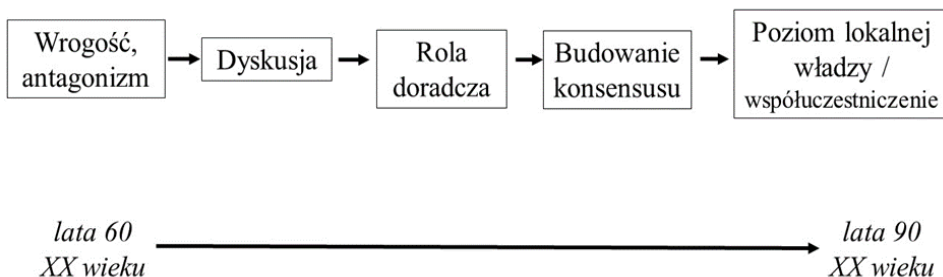 Wrogość,
antagonizm
Dyskusja
Rola
doradcza
Budowanie
konsensusu
Poziom lokalnej
władzy /
współuczestniczenie
lata 60
XX wieku
lata 90
XX wieku